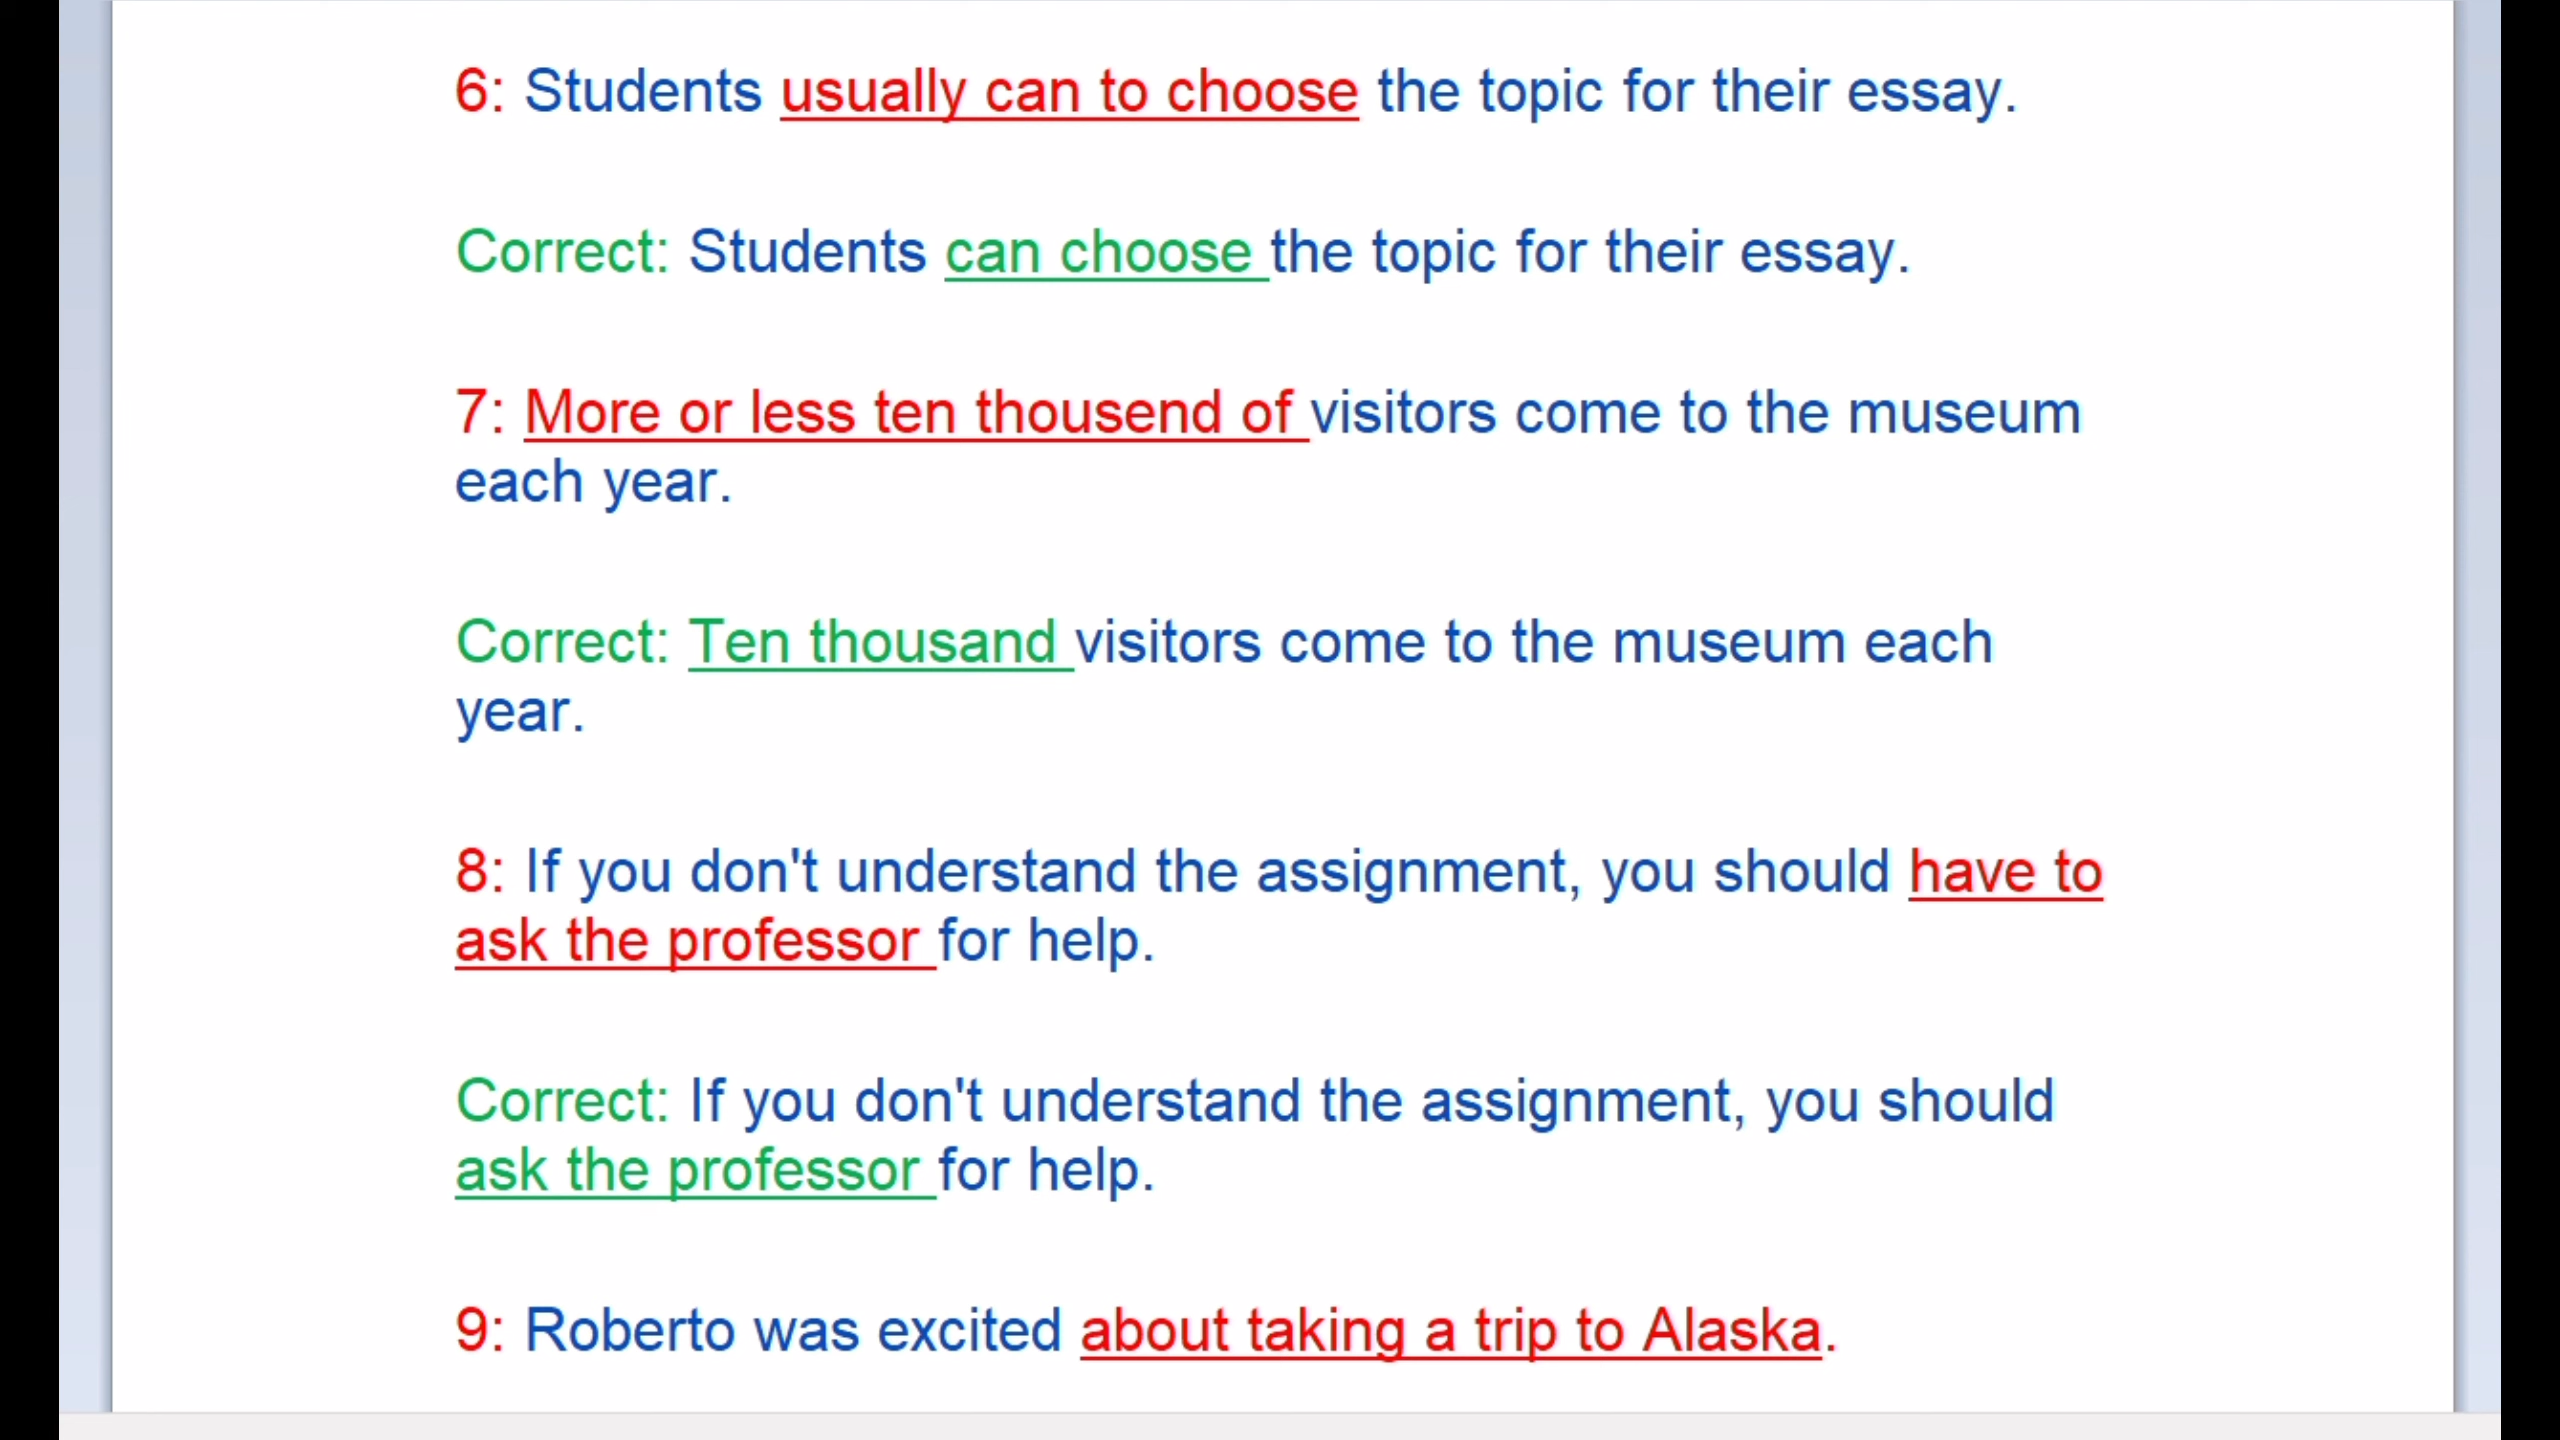 6: Students usually can to choose the topic for their essay.
Correct: Students can choose the topic for their essay.
7: More or less ten thousend of visitors come to the museum
each year.
Correct: Ten thousand visitors come to the museum each
year.
8: If you don't understand the assignment, you should have to
ask the professor for help.
Correct: If you don't understand the assignment, you should
ask the professor for help.
9: Roberto was excited about taking a trip to Alaska.